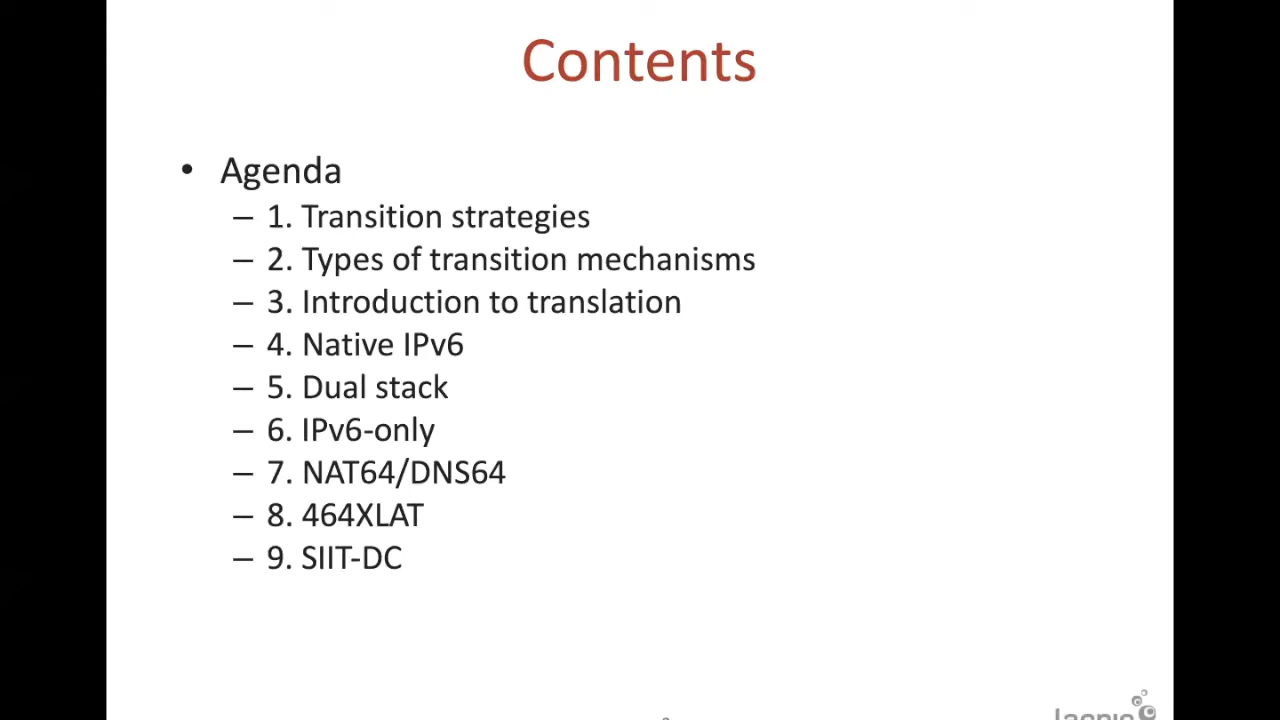 Contents
• Agenda
– 1. Transition strategies
– 2. Types of transition mechanisms
– 3. Introduction to translation
– 4. Native IPv6
– 5. Dual stack
– 6. IPv6-only
– 7. NAT64/DNS64
– 8. 464XLAT
– 9. SIIT-DC